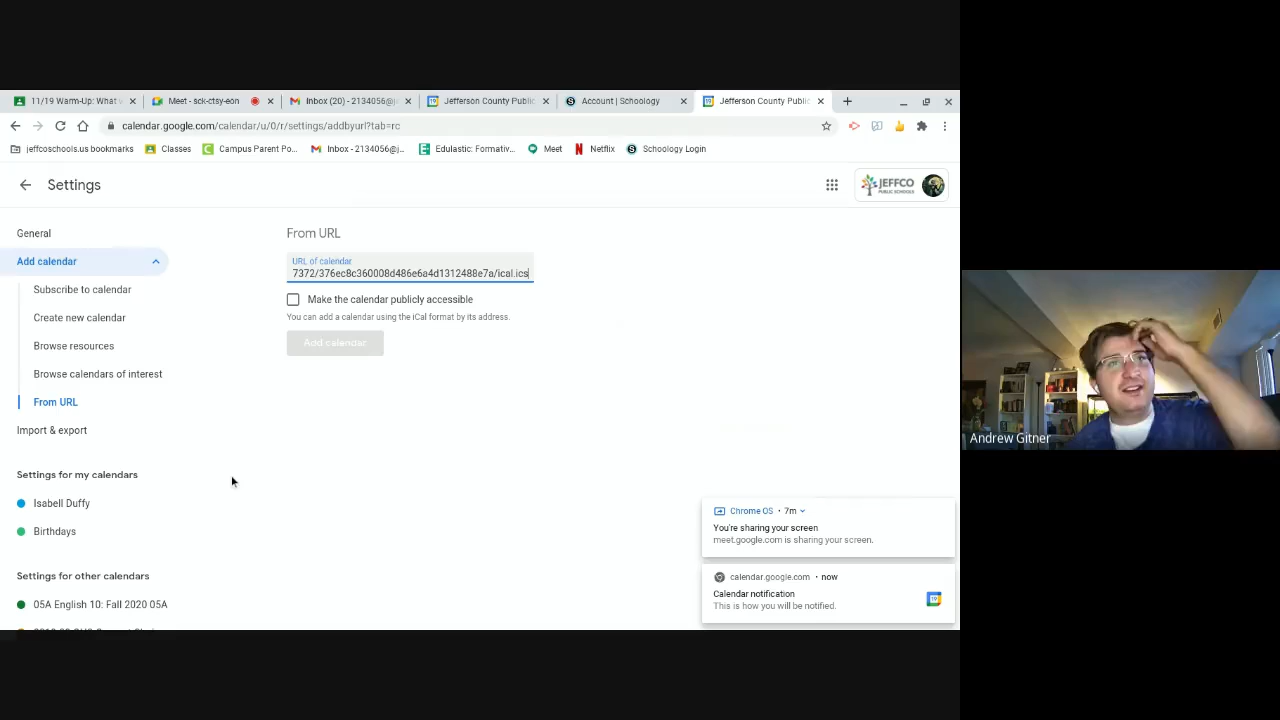 11/19 Warm-Up: What
Meet - sck-ctsy-eon
Inbox (20) - 2134056@j
Jefferson County Public
Account | Schoology
Jefferson County Public
calendar.google.com/calendar/u/0/r/settings/addbyurl?tab=rc
jeffcoschools.us bookmarks
Classes
Campus Parent Po...
Inbox - 2134056@j...
Edulastic: Formativ...
Meet
Netflix
Schoology Login
Settings
JEFFCO
PUBLIC SCHOOLS
General
Add calendar
Subscribe to calendar
Create new calendar
Browse resources
Browse calendars of interest
From URL
Import & export
Settings for my calendars
Isabell Duffy
Birthdays
Settings for other calendars
05A English 10: Fall 2020 05A
From URL
URL of calendar
7372/376ec8c360008d486e6a4d1312488e7a/ical.ics
Make the calendar publicly accessible
You can add a calendar using the iCal format by its address.
Add calendar
Chrome OS • 7m
You're sharing your screen
meet.google.com is sharing your screen.
calendar.google.com • now
Calendar notification
This is how you will be notified.
Andrew Gitner